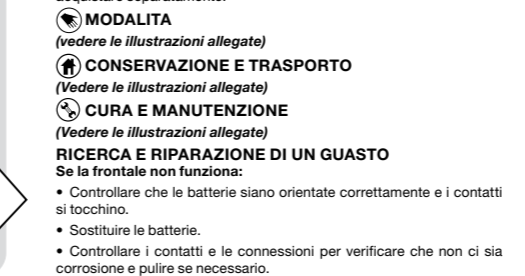 acquistare separatamente.
MODALITA
(vedere le illustrazioni allegate)
CONSERVAZIONE E TRASPORTO
(Vedere le illustrazioni allegate)
CURA E MANUTENZIONE
(Vedere le illustrazioni allegate)
RICERCA E RIPARAZIONE DI UN GUASTO
Se la frontale non funziona:
• Controllare che le batterie siano orientate correttamente e i contatti
si tocchino.
• Sostituire le batterie.
• Controllare i contatti e le connessioni per verificare che non ci sia
corrosione e pulire se necessario.